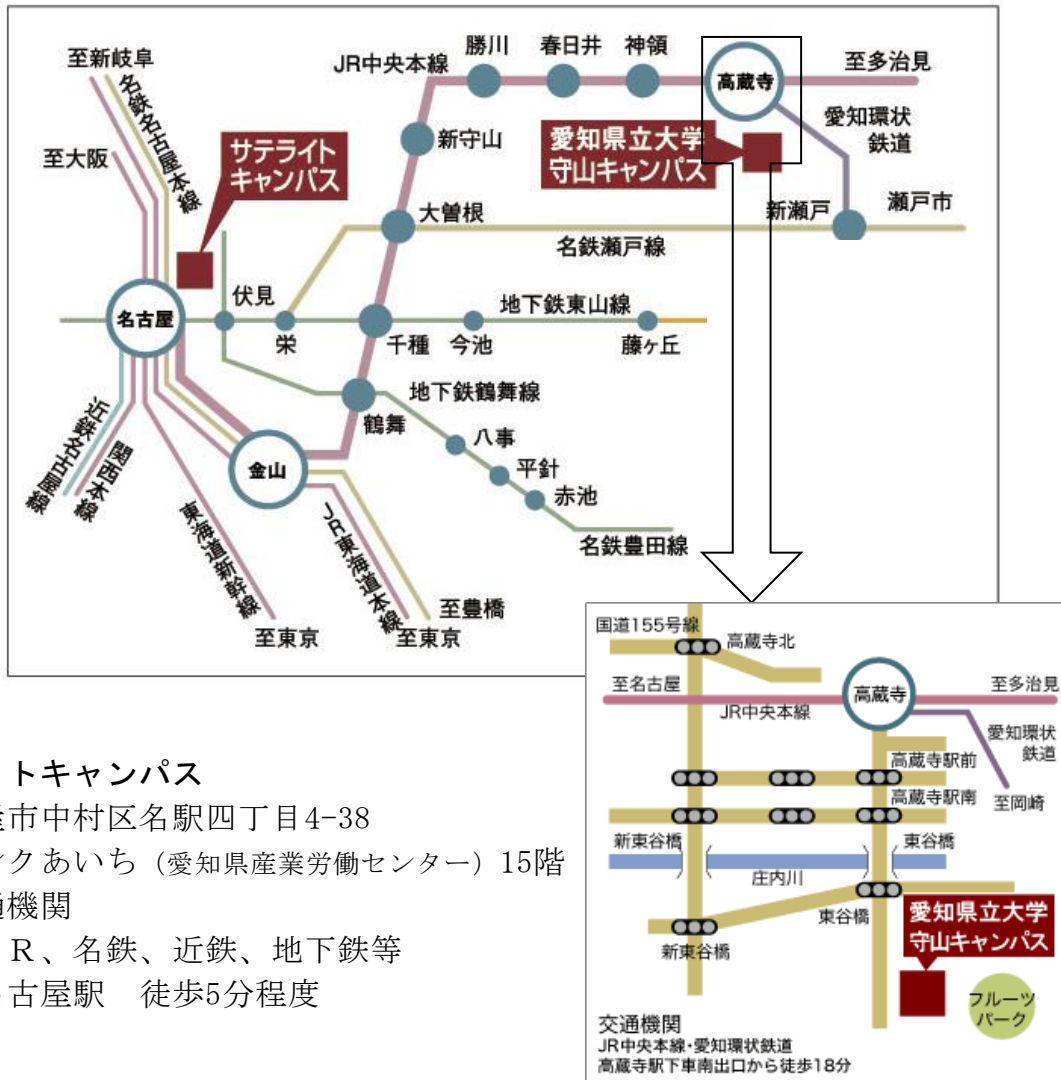 至新岐阜
名鉄名古屋本線
至大阪
サテライト
キャンパス
JR中央本線
勝川
春日井
神領
高蔵寺
至多治見
愛知環状
鉄道
新守山
愛知県立大学
守山キャンパス
大曽根
新瀬戸
瀬戸市
名鉄瀬戸線
伏見
地下鉄東山線
名古屋
栄
千種
今池
藤ヶ丘
地下鉄鶴舞線
鶴舞
八事
平針
赤池
名鉄豊田線
近鉄名古屋線
関西本線
金山
東海道新幹線
JR東海道本線
至豊橋
至東京
至東京
国道155号線
高蔵寺北
至名古屋
高蔵寺
至多治見
JR中央本線
愛知環状
鉄道
高蔵寺駅前
至岡崎
高蔵寺駅南
新東谷橋
東谷橋
庄内川
東谷橋
新東谷橋
愛知県立大学
守山キャンパス
フルーツ
パーク
交通機関
JR中央本線・愛知環状鉄道
高蔵寺駅下車南出口から徒歩18分
トキャンパス
市中村区名駅四丁目4-38
クあいち（愛知県産業労働センター）15階
機関
R、名鉄、近鉄、地下鉄等
古屋駅　徒歩5分程度